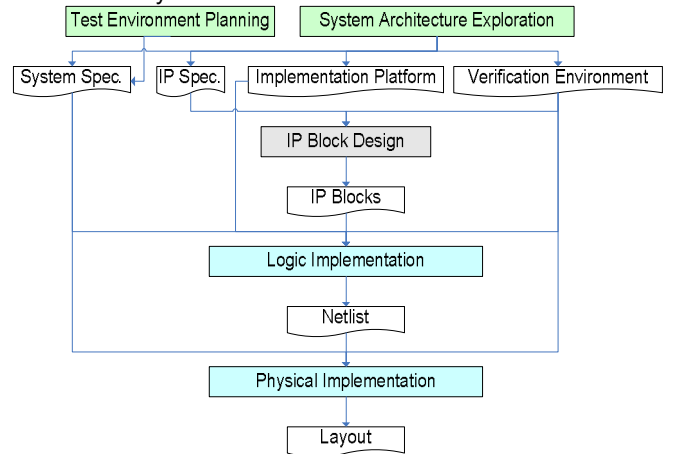 Test Environment Planning
System Architecture Exploration
System Spec.
IP Spec.
Implementation Platform
Verification Environment
IP Block Design
IP Blocks
Logic Implementation
Netlist
Physical Implementation
Layout